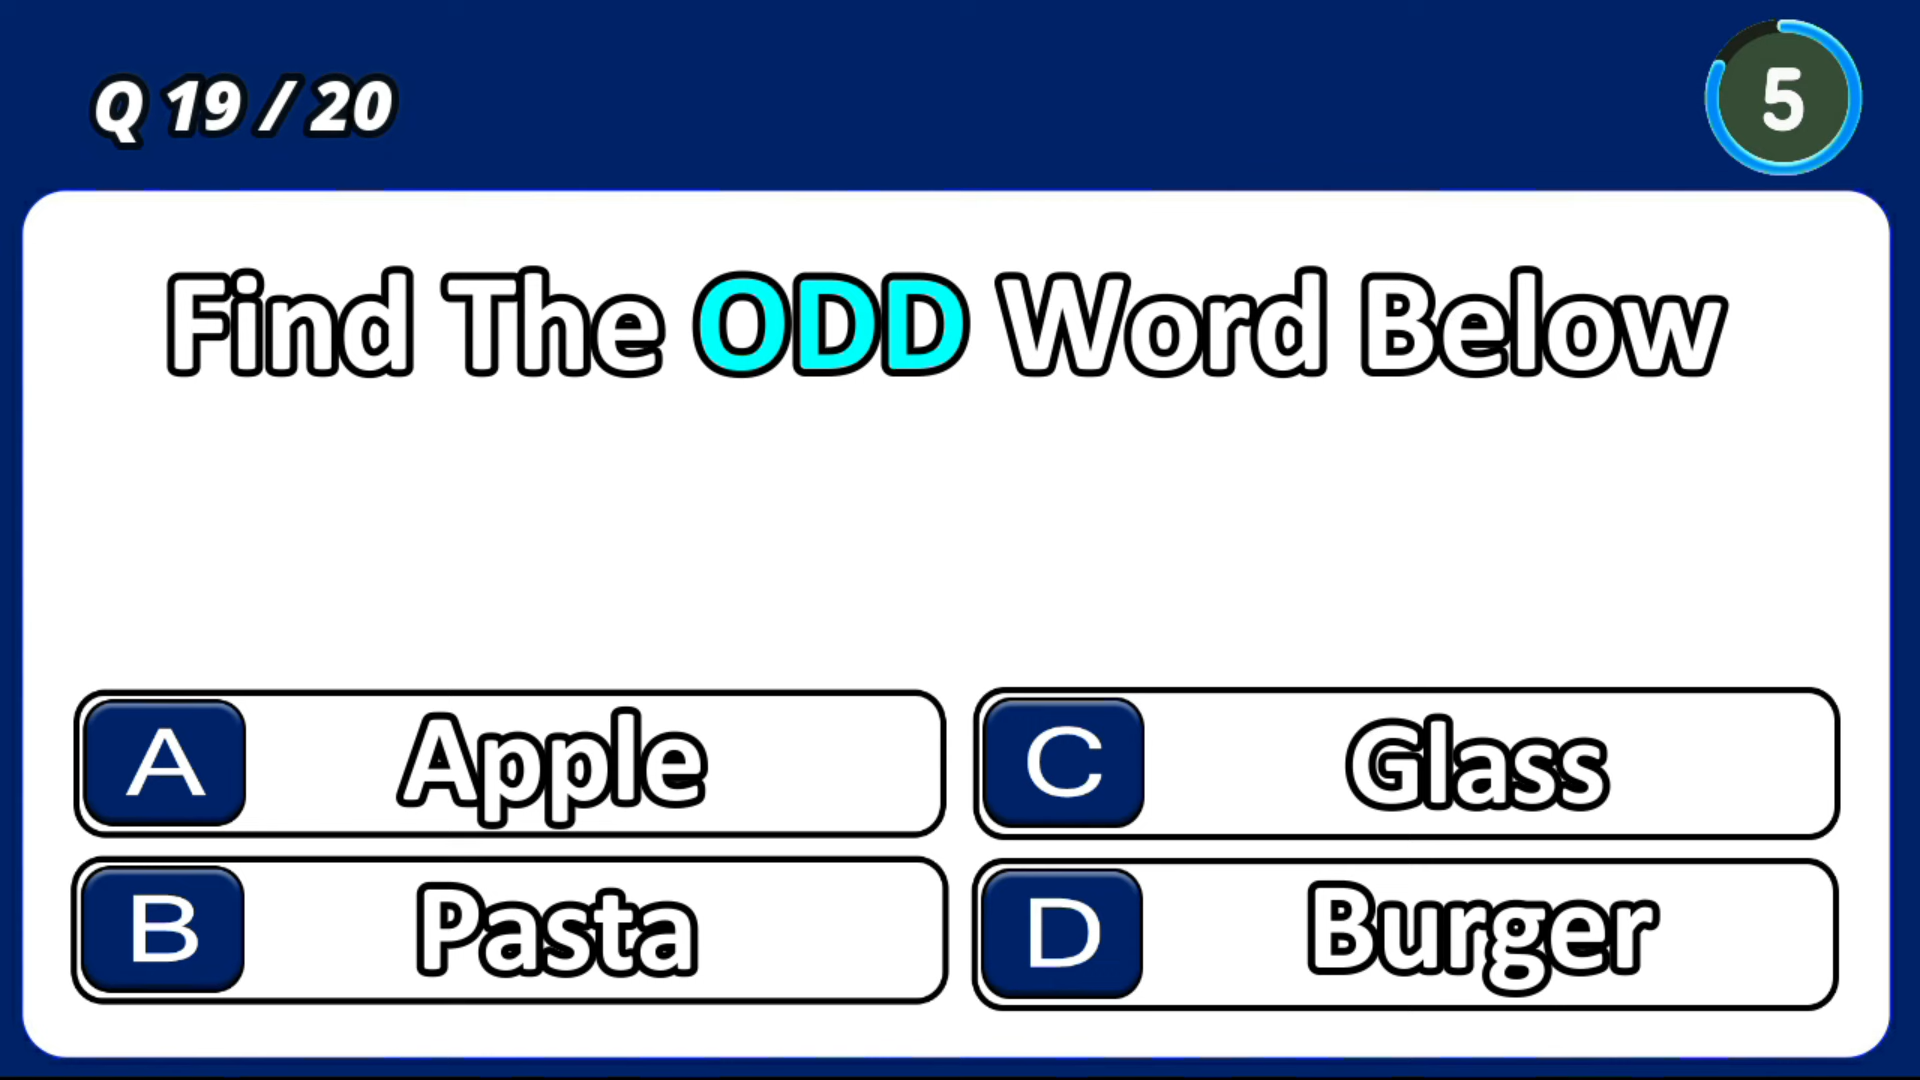 Q 19 / 20
5
Find The ODD Word Below
A Apple
C Glass
B Pasta
D Burger